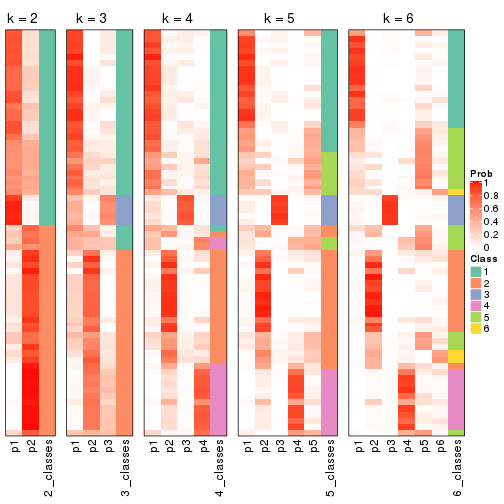 k = 2
k = 3
k = 4
k = 5
k = 6
Prob
1
0.8
0.6
0.4
0.2
0
Class
1
2
3
4
5
6
p1
p2
2_classes
p1
p2
p3
3_classes
p1
p2
p3
p4
4_classes
p1
p2
p3
p4
p5
5_classes
p1
p2
p3
p4
p5
p6
6_classes